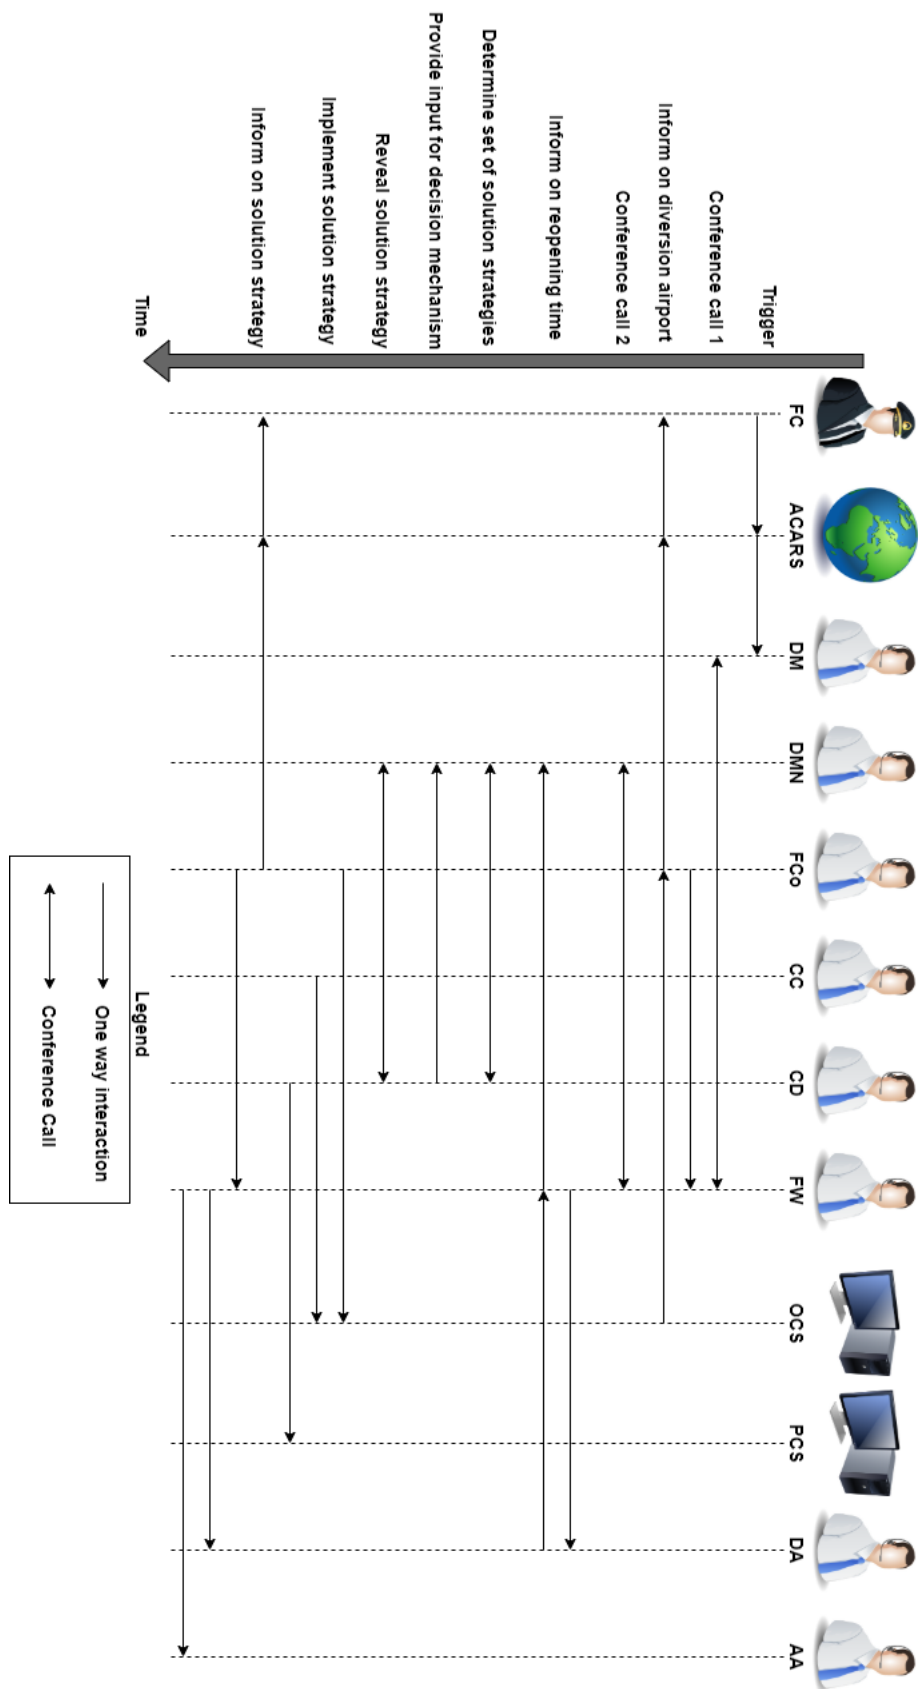 FC
ACARS
DM
DMN
FCo
CC
CD
FW
OCS
PCS
DA
AA
Trigger
Conference call 1
Inform on diversion airport
Conference call 2
Inform on reopening time
Determine set of solution strategies
Provide input for decision mechanism
Reveal solution strategy
Implement solution strategy
Inform on solution strategy
Time
Legend
One way interaction
Conference Call